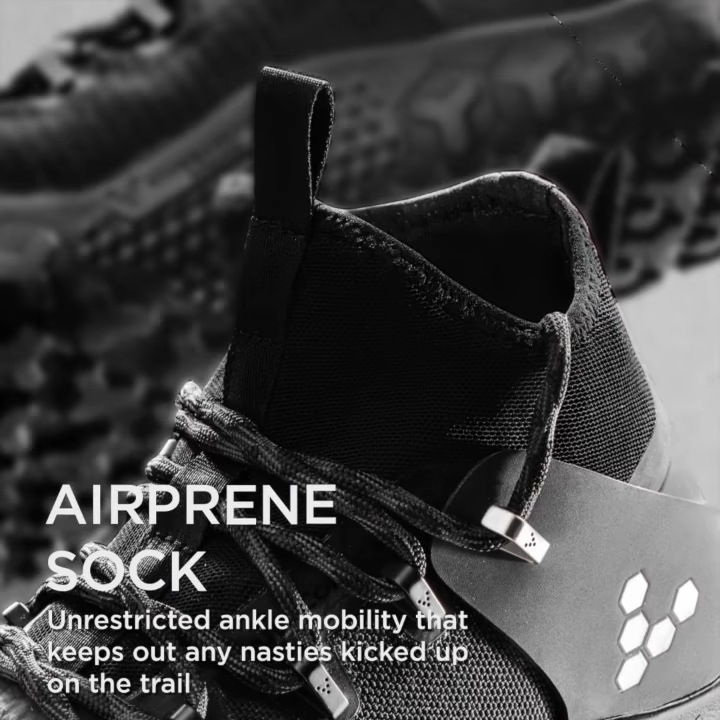 AIRPRENE
SOCK
Unrestricted ankle mobility that
keeps out any nasties kicked up
on the trail